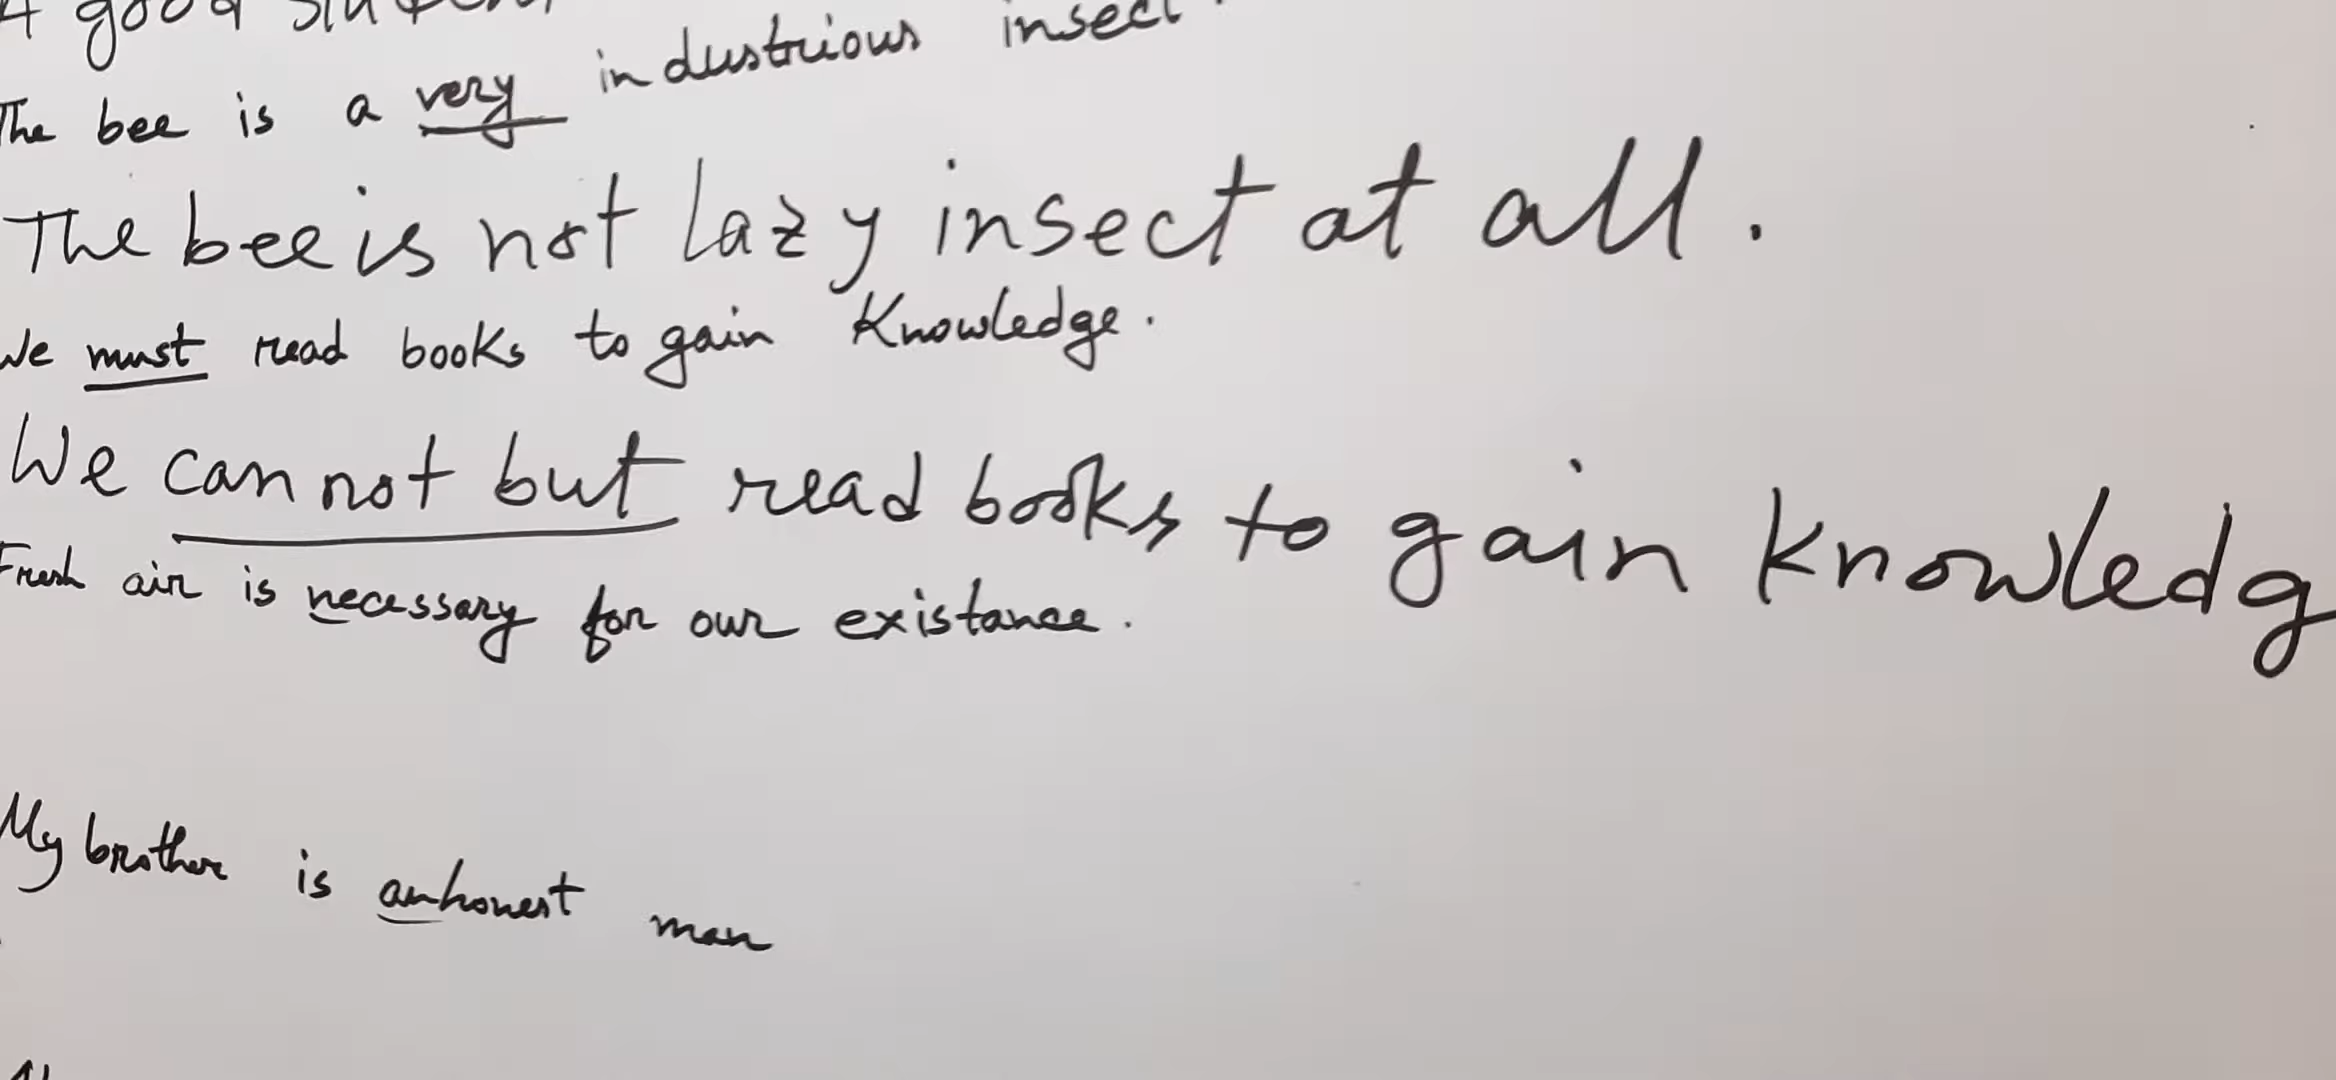 A good student
The bee is a very industrious insect.
The bee is not lazy insect at all.
We must read books to gain Knowledge.
We can not but read books to gain knowledg
Fresh air is necessary for our existance.
My brother is an honest man